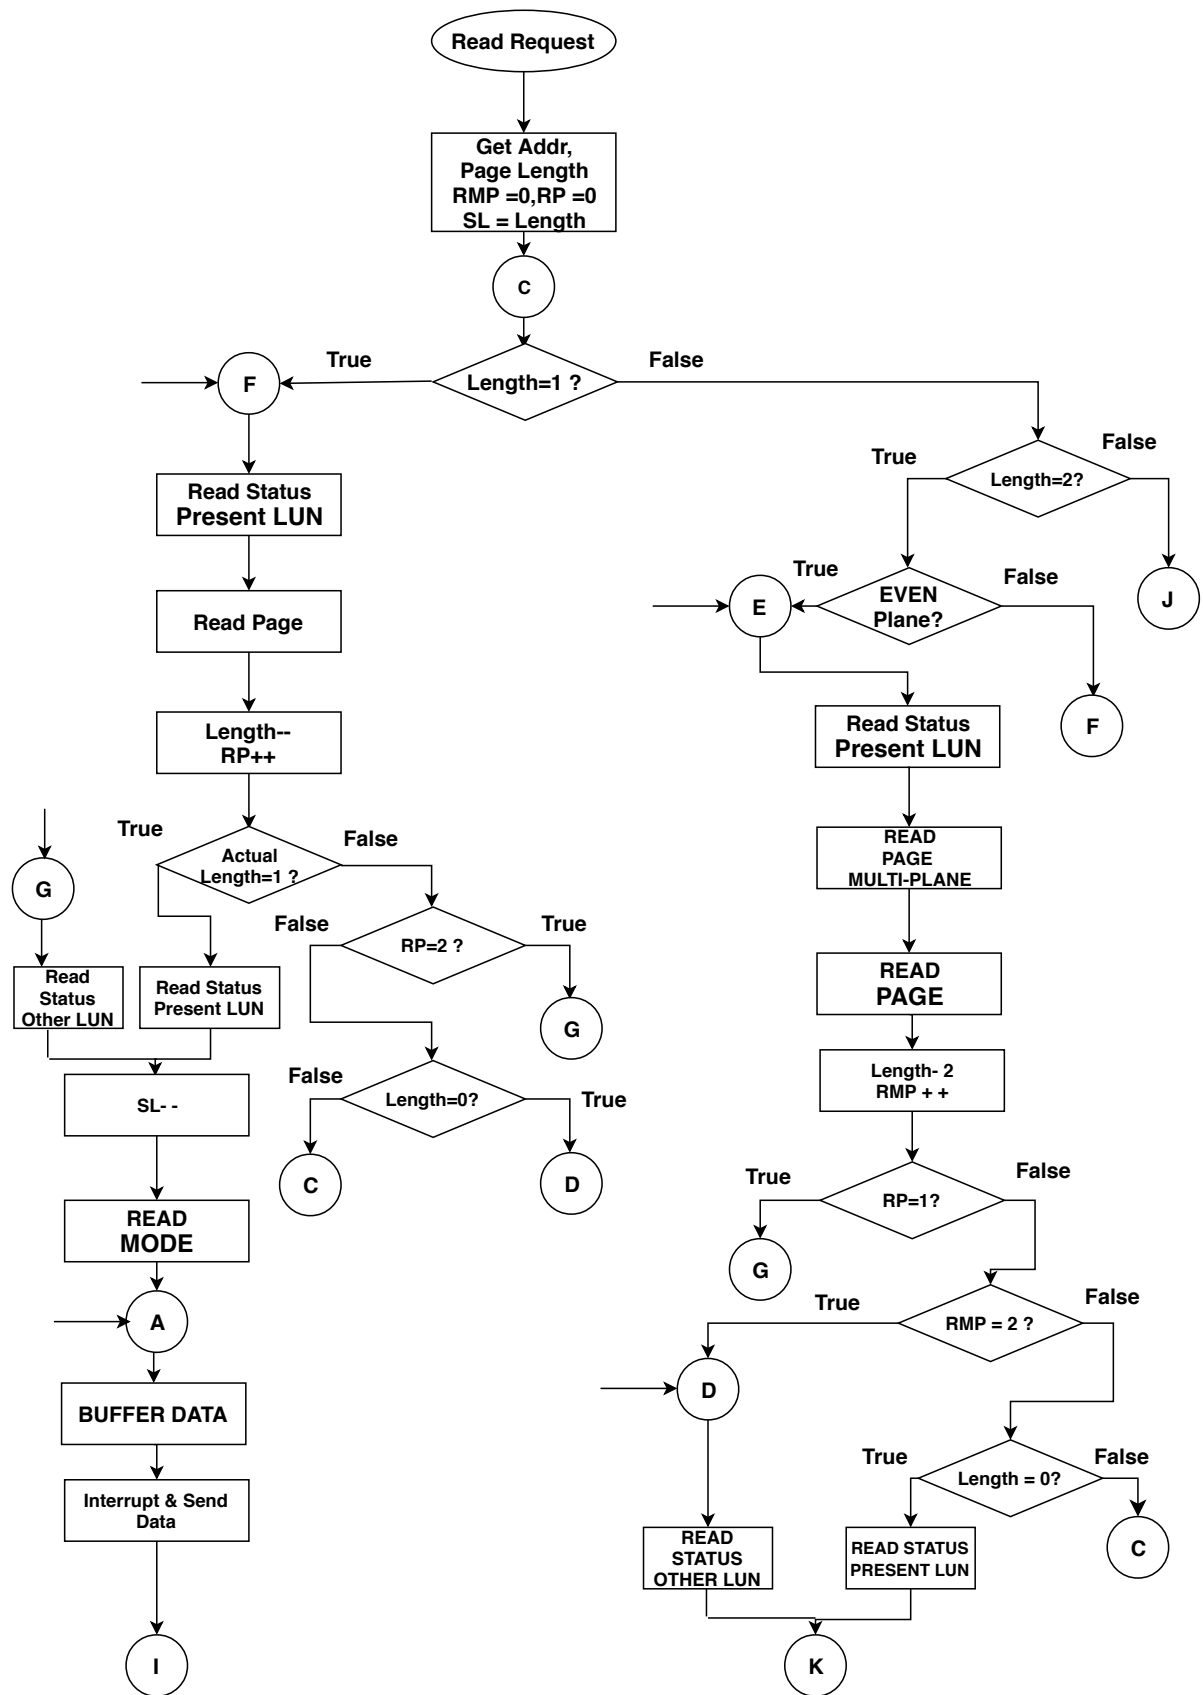 Read Request
Get Addr,
Page Length
RMP =0,RP =0
SL = Length
C
True
False
F
Length=1 ?
True
False
Length=2?
Read Status
Present LUN
True
False
E
EVEN
Plane?
J
Read Page
F
Read Status
Present LUN
Length--
RP++
True
False
Actual
Length=1 ?
READ
PAGE
MULTI-PLANE
G
False
True
RP=2 ?
Read
Status
Other LUN
Read Status
Present LUN
READ
PAGE
G
False
True
Length=0?
Length- 2
RMP + +
SL- -
C
D
True
False
RP=1?
READ
MODE
G
A
True
False
RMP = 2 ?
D
BUFFER DATA
True
False
Length = 0?
Interrupt & Send
Data
READ
STATUS
OTHER LUN
READ STATUS
PRESENT LUN
C
I
K